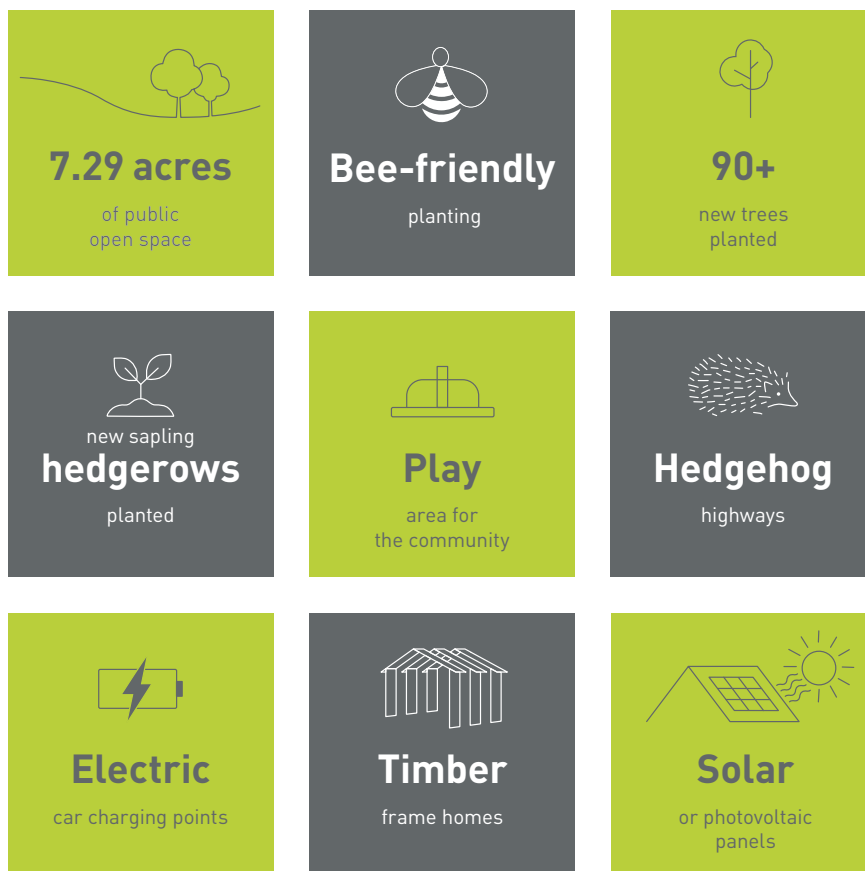 7.29 acres
of public
open space
Bee-friendly
planting
90+
new trees
planted
new sapling
hedgerows
planted
Play
area for
the community
Hedgehog
highways
Electric
car charging points
Timber
frame homes
Solar
or photovoltaic
panels